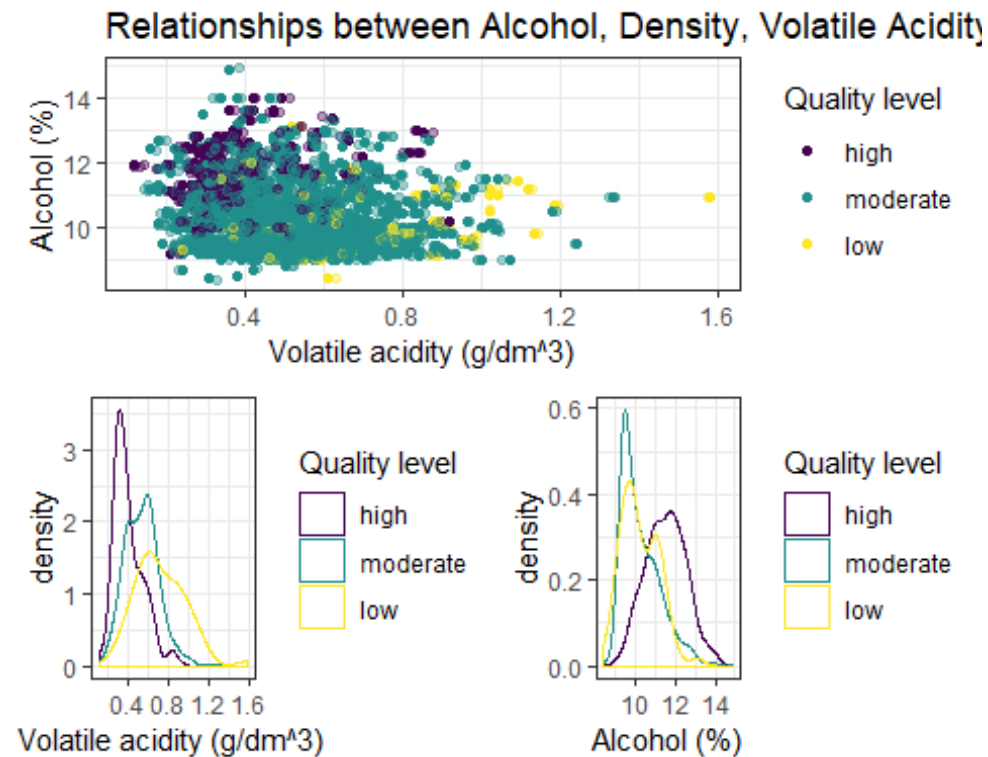 Relationships between Alcohol, Density, Volatile Acidity
Alcohol (%)
14
12
10
0.4 0.8 1.2 1.6
Volatile acidity (g/dm^3)
Quality level
high
moderate
low
density
3
2
1
0
0.4 0.8 1.2 1.6
Volatile acidity (g/dm^3)
Quality level
high
moderate
low
density
0.6
0.4
0.2
0.0
10 12 14
Alcohol (%)
Quality level
high
moderate
low